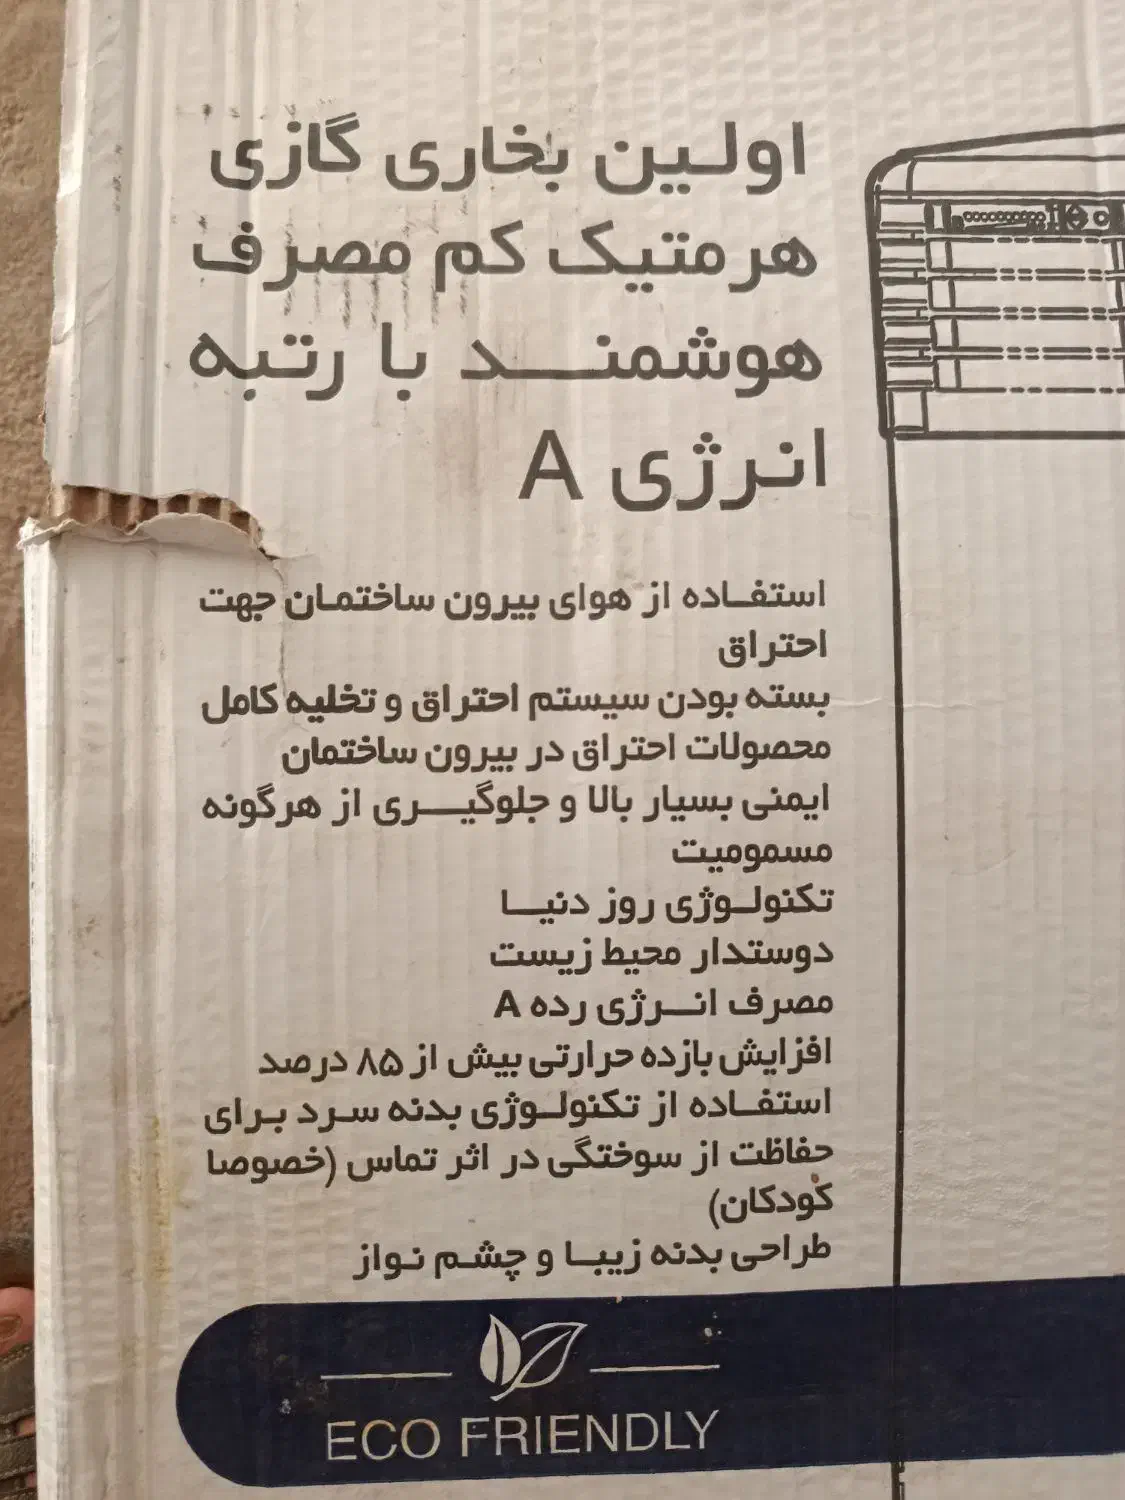 اولین بخاری گازی
هرمتیک کم مصرف
هوشمند با رتبه
انرژی A
استفاده از هوای بیرون ساختمان جهت
احتراق
بسته بودن سیستم احتراق و تخلیه کامل
محصولات احتراق در بیرون ساختمان
ایمنی بسیار بالا و جلوگیری از هرگونه
مسمومیت
تکنولوژی روز دنیا
دوستدار محیط زیست
مصرف انرژی رده A
افزایش بازده حرارتی بیش از ۸۵ درصد
استفاده از تکنولوژی بدنه سرد برای
حفاظت از سوختگی در اثر تماس (خصوصا
کودکان)
طراحی بدنه زیبا و چشم نواز
ECO FRIENDLY